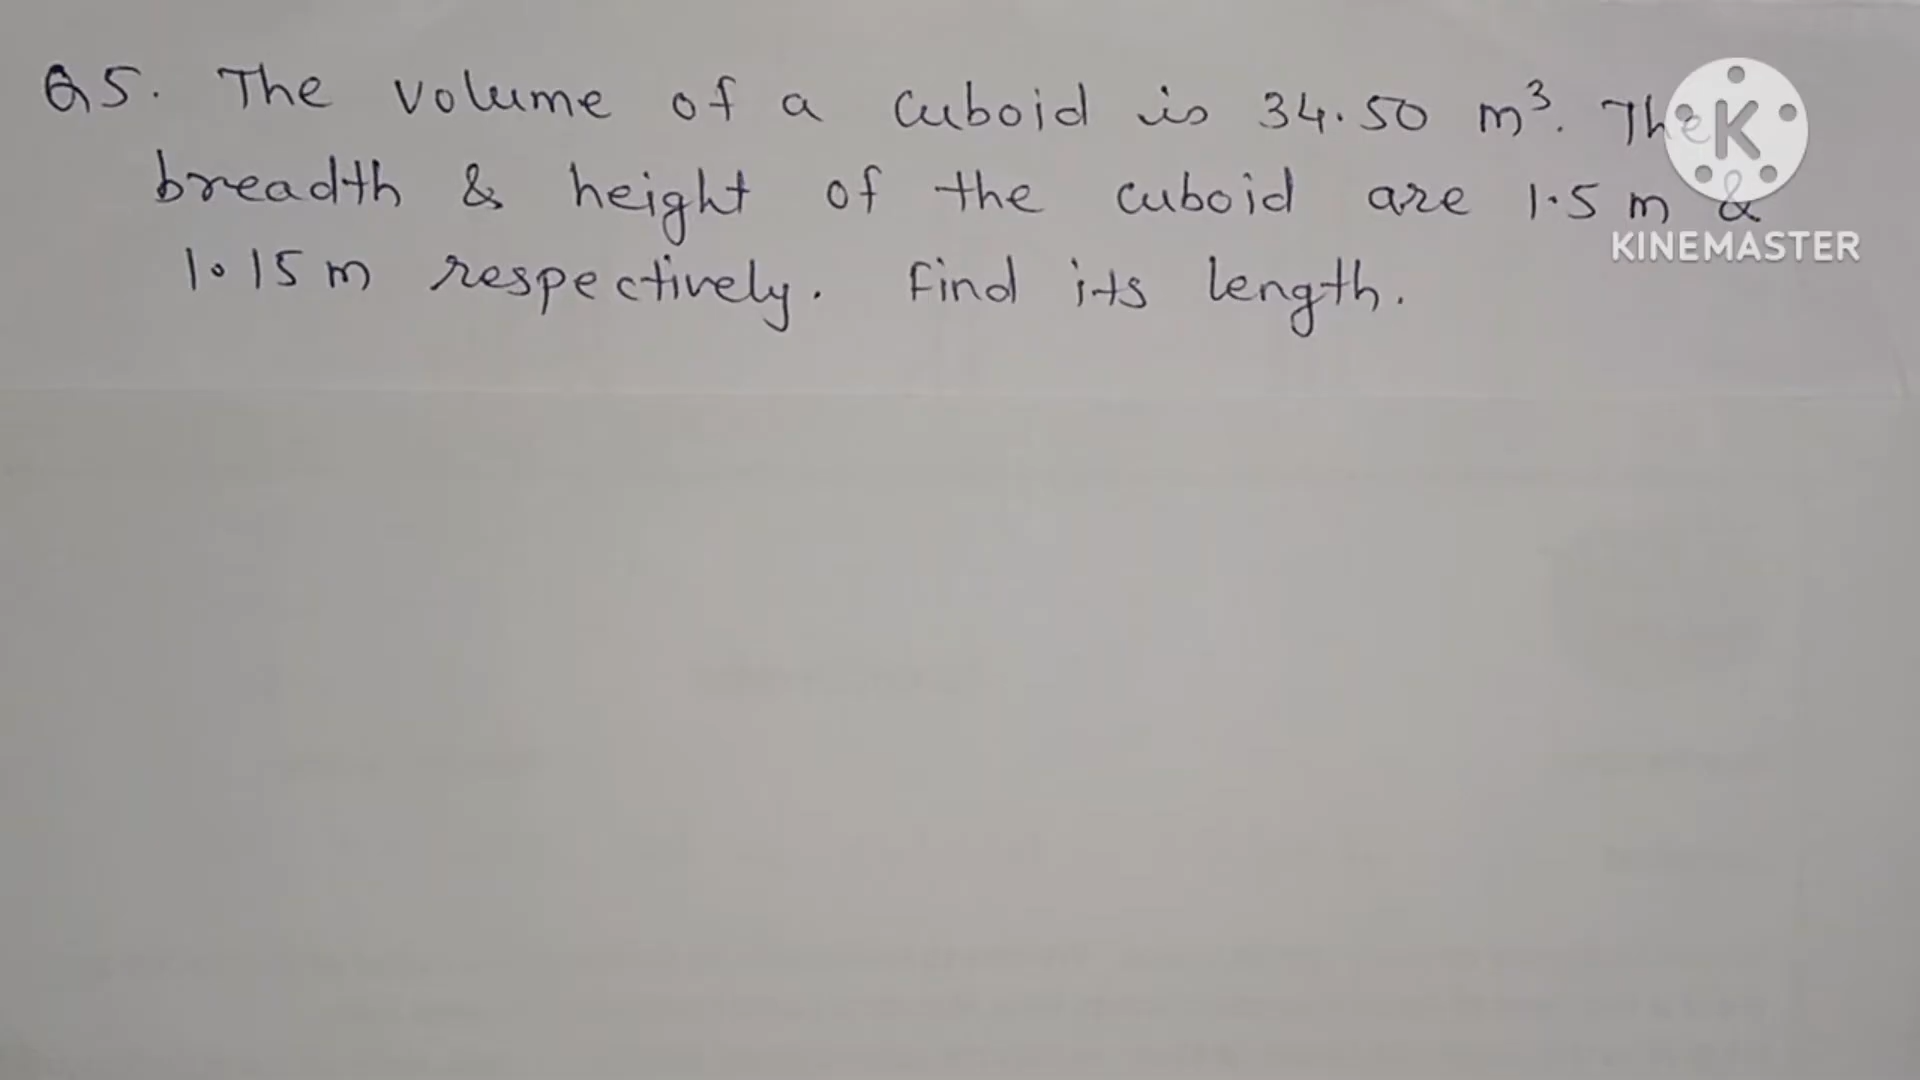 Q5. The volume of a cuboid is 34.50 m³. The
breadth & height of the cuboid are 1.5 m &
1.15 m respectively. Find its length.
K
KINEMASTER